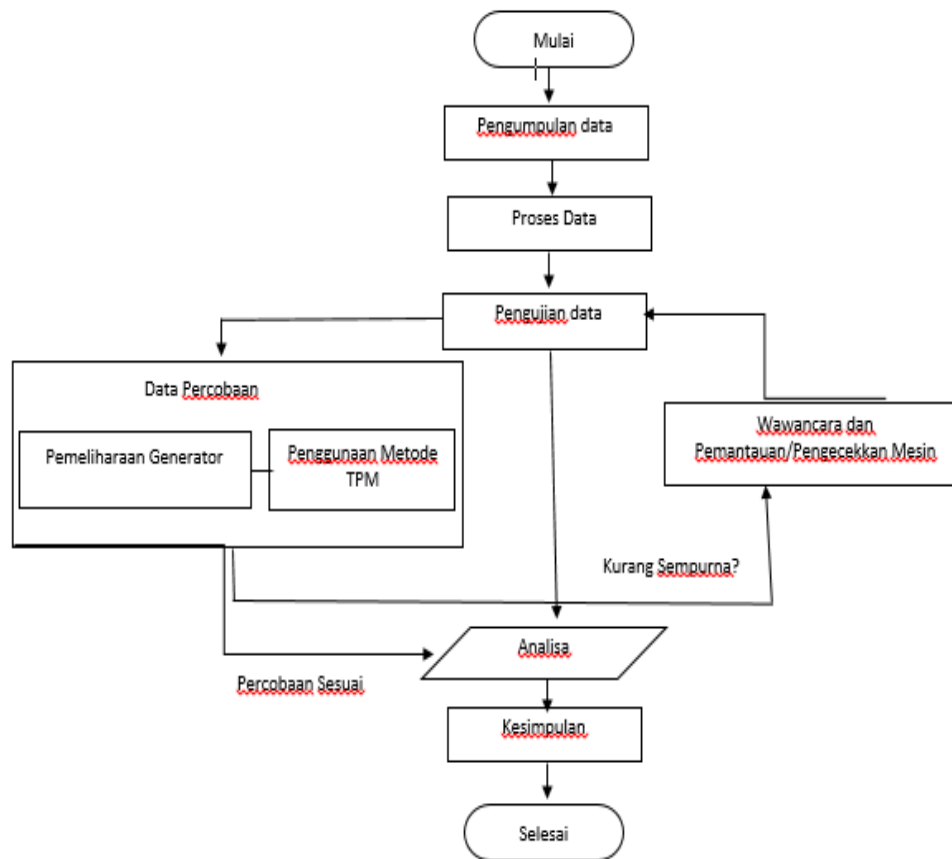 Mulai
Pengumpulan data
Proses Data
Pengujian data
Data Percobaan
Pemeliharaan Generator
Penggunaan Metode
TPM
Wawancara dan
Pemantauan/Pengecekkan Mesin
Kurang Sempurna?
Analisa
Percobaan Sesuai
Kesimpulan
Selesai